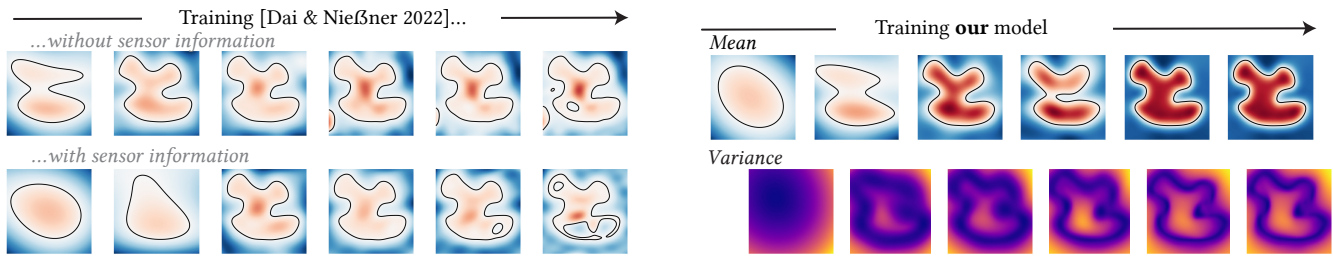 Training [Dai & Nießner 2022]...
...without sensor information
...with sensor information
Training our model
Mean
Variance